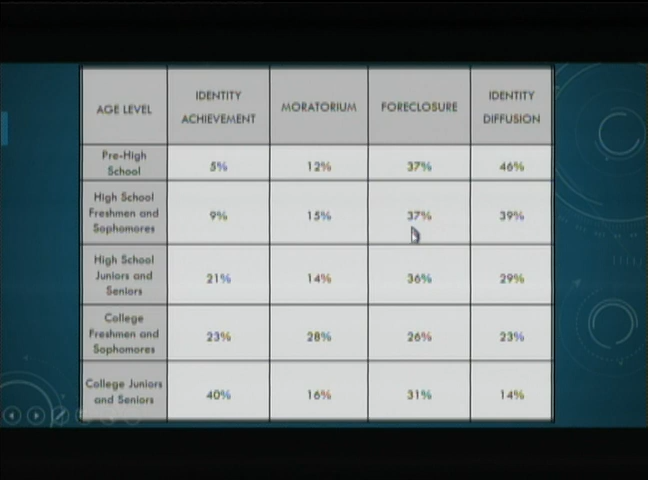 AGE LEVEL
IDENTITY
ACHIEVEMENT
MORATORIUM
FORECLOSURE
IDENTITY
DIFFUSION
Pre-High
School
5%
12%
37%
46%
High School
Freshmen and
Sophomores
9%
15%
37%
39%
High School
Juniors and
Seniors
21%
14%
36%
29%
College
Freshmen and
Sophomores
23%
28%
26%
23%
College Juniors
and Seniors
40%
16%
31%
14%